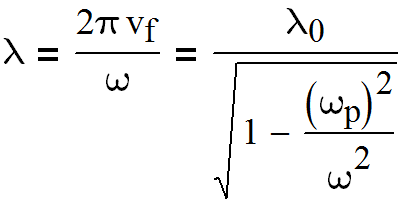 λ = 2π v_f / ω = λ_0 / √(1 − (ω_p)^2 / ω^2)